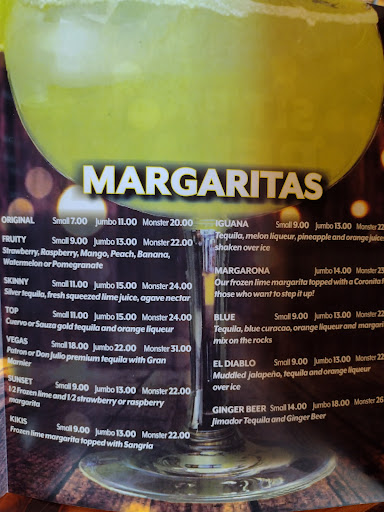 MARGARITAS
ORIGINAL Small 7.00 Jumbo 11.00 Monster 20.00
FRUITY Small 9.00 Jumbo 13.00 Monster 22.00
Strawberry, Raspberry, Mango, Peach, Banana,
Watermelon or Pomegranate
SKINNY Small 11.00 Jumbo 15.00 Monster 24.00
Silver tequila, fresh squeezed lime juice, agave nectar
TOP Small 11.00 Jumbo 15.00 Monster 24.00
Cuervo or Sauza gold tequila and orange liqueur
VEGAS Small 18.00 Jumbo 22.00 Monster 31.00
Patron or Don Julio premium tequila with Gran
Marnier
SUNSET Small 9.00 Jumbo 13.00 Monster 22.00
1/2 Frozen lime and 1/2 strawberry or raspberry
margarita
KIKIS Small 9.00 Jumbo 13.00 Monster 22.00
Frozen lime margarita topped with Sangria
IGUANA Small 9.00 Jumbo 13.00 Monster 22
Tequila, melon liqueur, pineapple and orange juice
shaken over ice
MARGARONA Jumbo 14.00 Monster 25
Our frozen lime margarita topped with a Coronita
those who want to step it up!
BLUE Small 9.00 Jumbo 13.00 Monster 22
Tequila, blue curacao, orange liqueur and
mix on the rocks
EL DIABLO Small 9.00 Jumbo 13.00 Monster 22
Muddled jalapeño, tequila and orange liqueur
over ice
GINGER BEER Small 14.00 Jumbo 18.00 Monster 26
Jimador Tequila and Ginger Beer